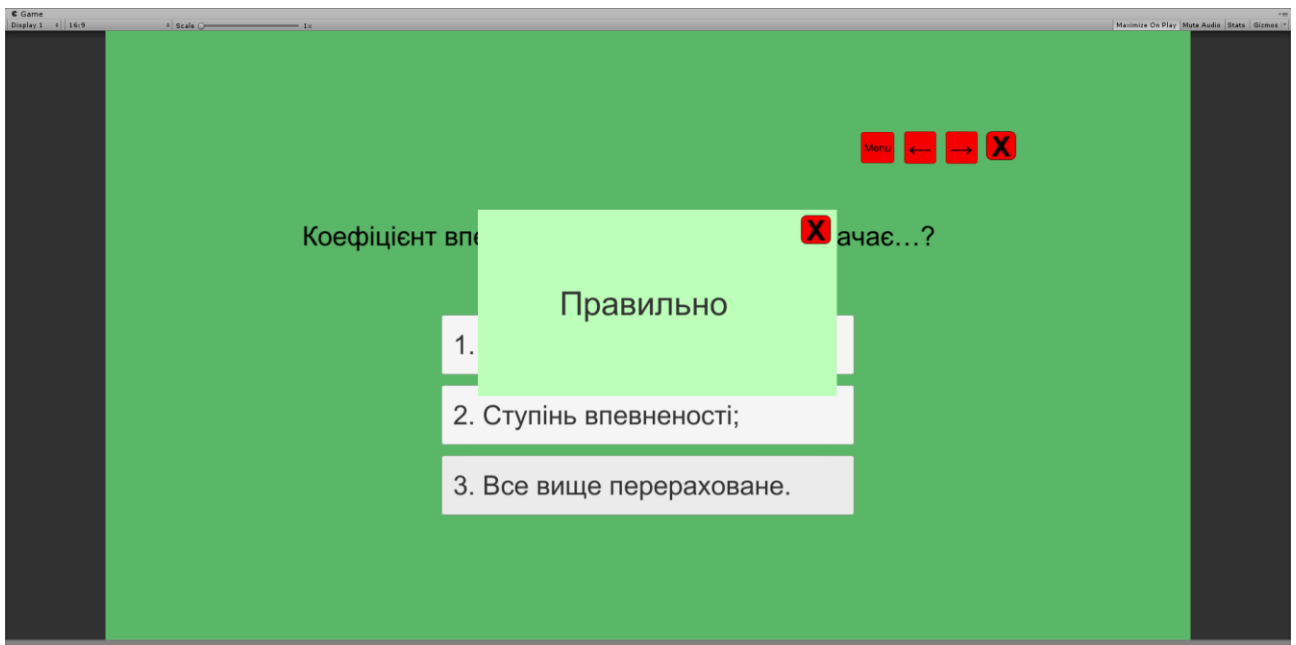 Game
Display 1 16:9 Scale 1x Maximize On Play Mute Audio Stats Gizmos
Menu ← → X
Коефіцієнт впе ачає…?
X
Правильно
1.
2. Ступінь впевненості;
3. Все вище перераховане.